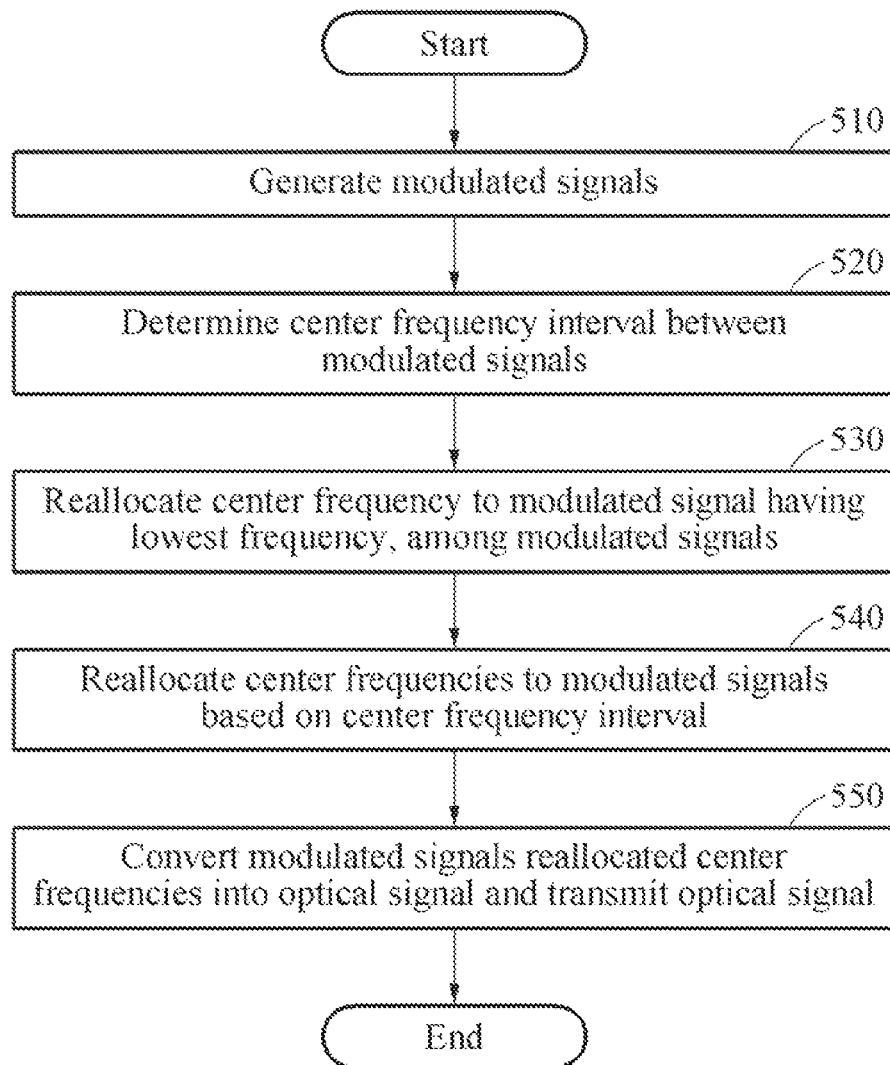 Start
510
Generate modulated signals
520
Determine center frequency interval between
modulated signals
530
Reallocate center frequency to modulated signal having
lowest frequency, among modulated signals
540
Reallocate center frequencies to modulated signals
based on center frequency interval
550
Convert modulated signals reallocated center
frequencies into optical signal and transmit optical signal
End